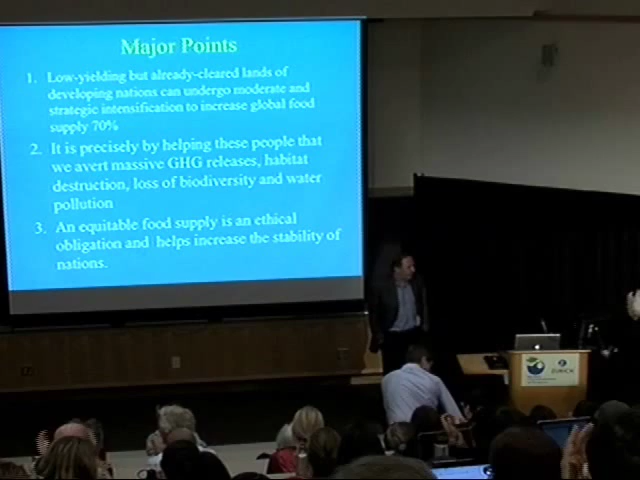 Major Points
1. Low-yielding but already-cleared lands of
developing nations can undergo moderate and
strategic intensification to increase global food
supply 70%
2. It is precisely by helping these people that
we avert massive GHG releases, habitat
destruction, loss of biodiversity and water
pollution
3. An equitable food supply is an ethical
obligation and helps increase the stability of
nations.
ZURICH